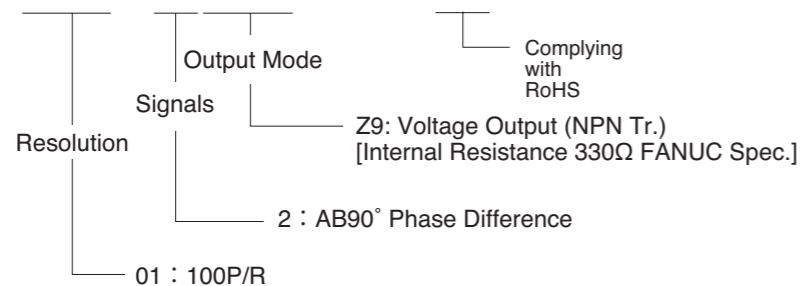 Complying
with
RoHS
Output Mode
Signals
Z9: Voltage Output (NPN Tr.)
[Internal Resistance 330Ω FANUC Spec.]
Resolution
2：AB90˚ Phase Difference
01：100P/R